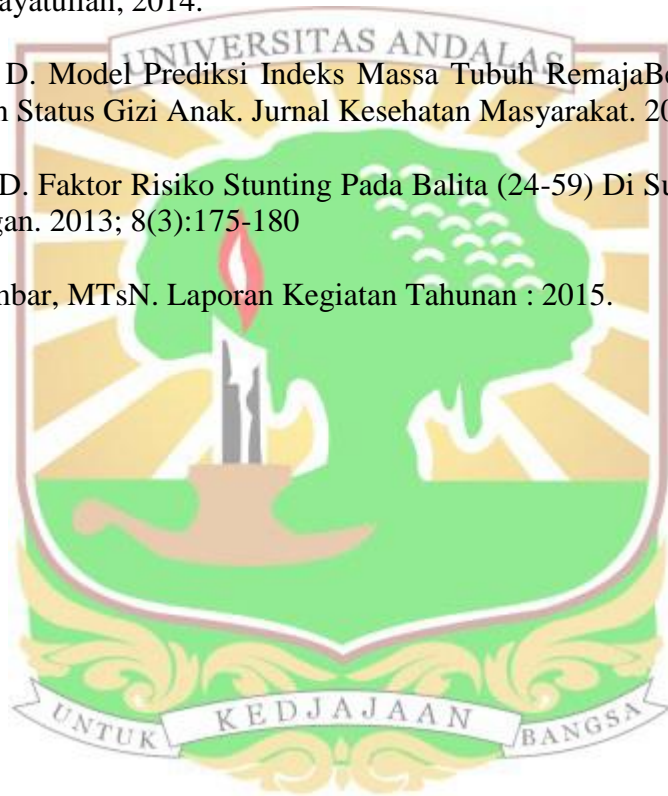 ayatullah, 2014.
UNIVERSITAS ANDALAS
D. Model Prediksi Indeks Massa Tubuh RemajaBe
n Status Gizi Anak. Jurnal Kesehatan Masyarakat. 20
D. Faktor Risiko Stunting Pada Balita (24-59) Di Su
gan. 2013; 8(3):175-180
nbar, MTsN. Laporan Kegiatan Tahunan : 2015.
UNTUK KEDJAJAAN BANGSA